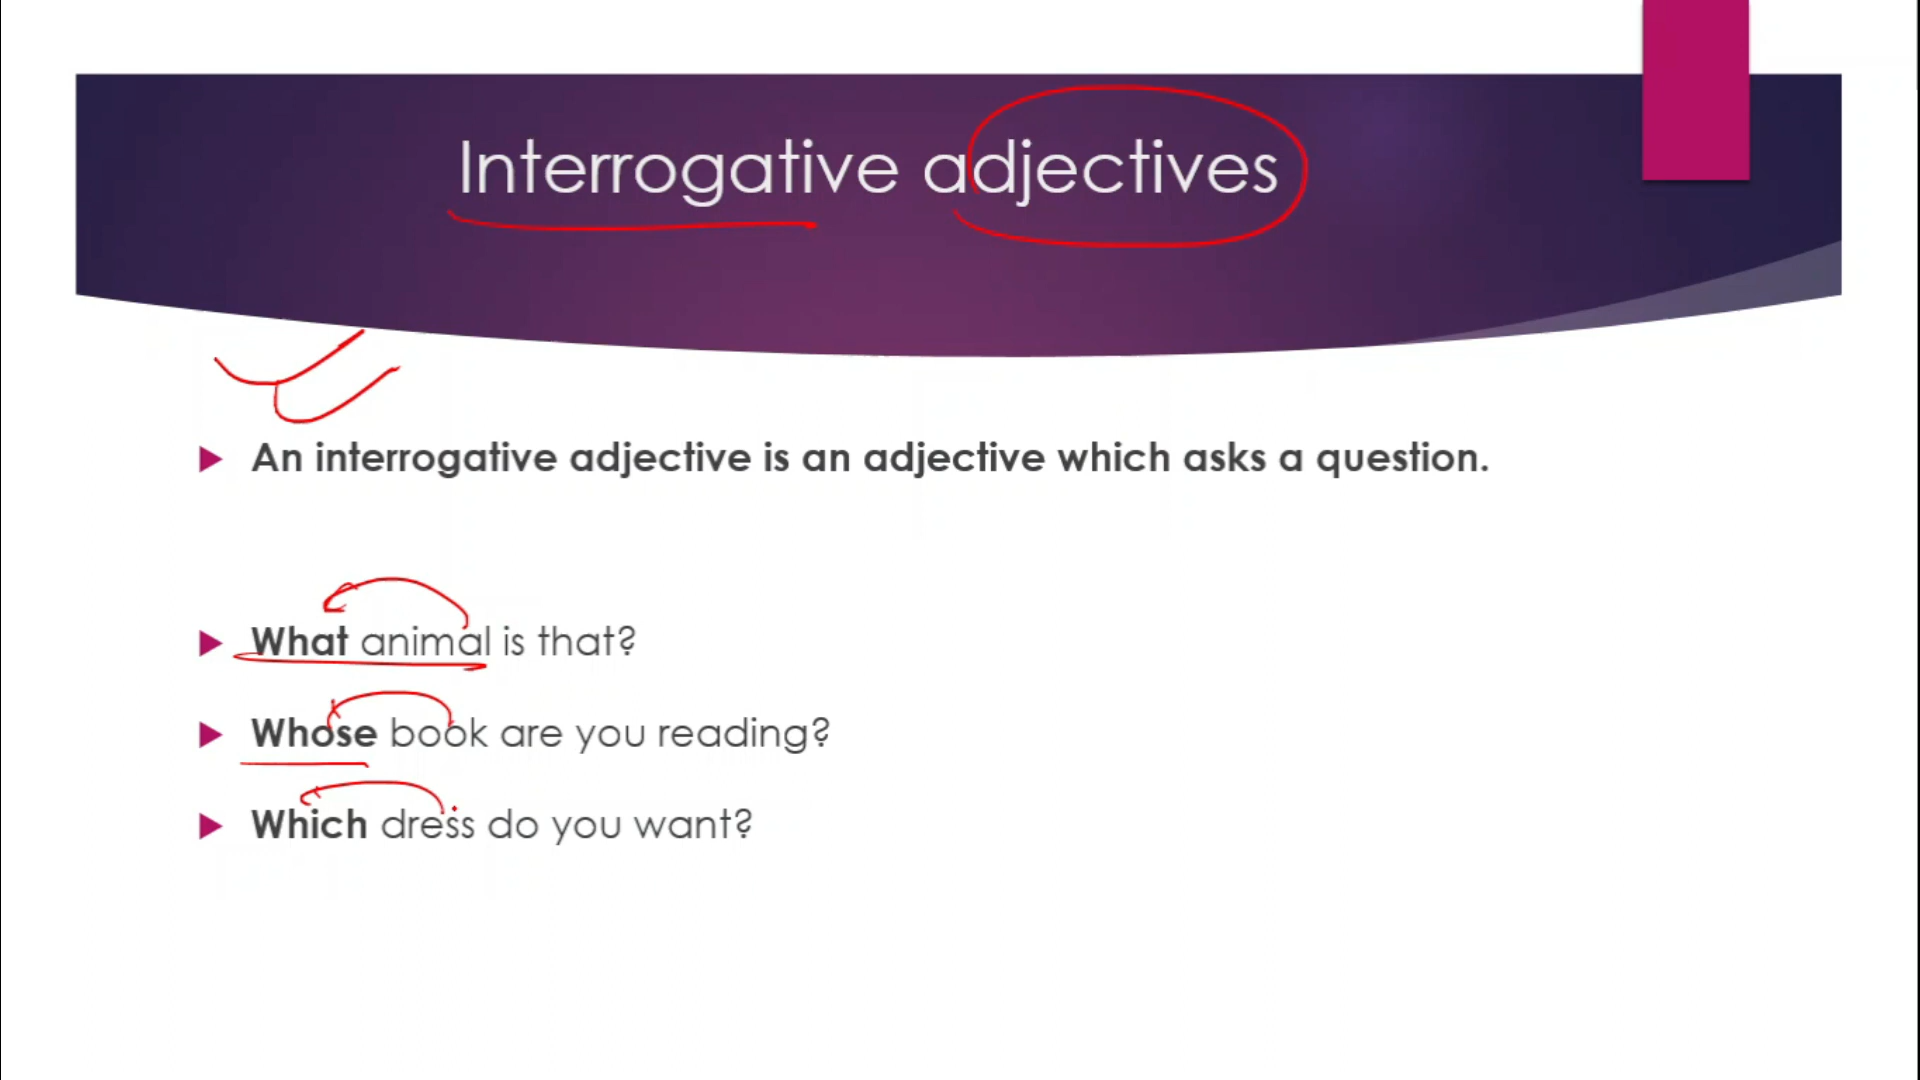 Interrogative adjectives
An interrogative adjective is an adjective which asks a question.
What animal is that?
Whose book are you reading?
Which dress do you want?